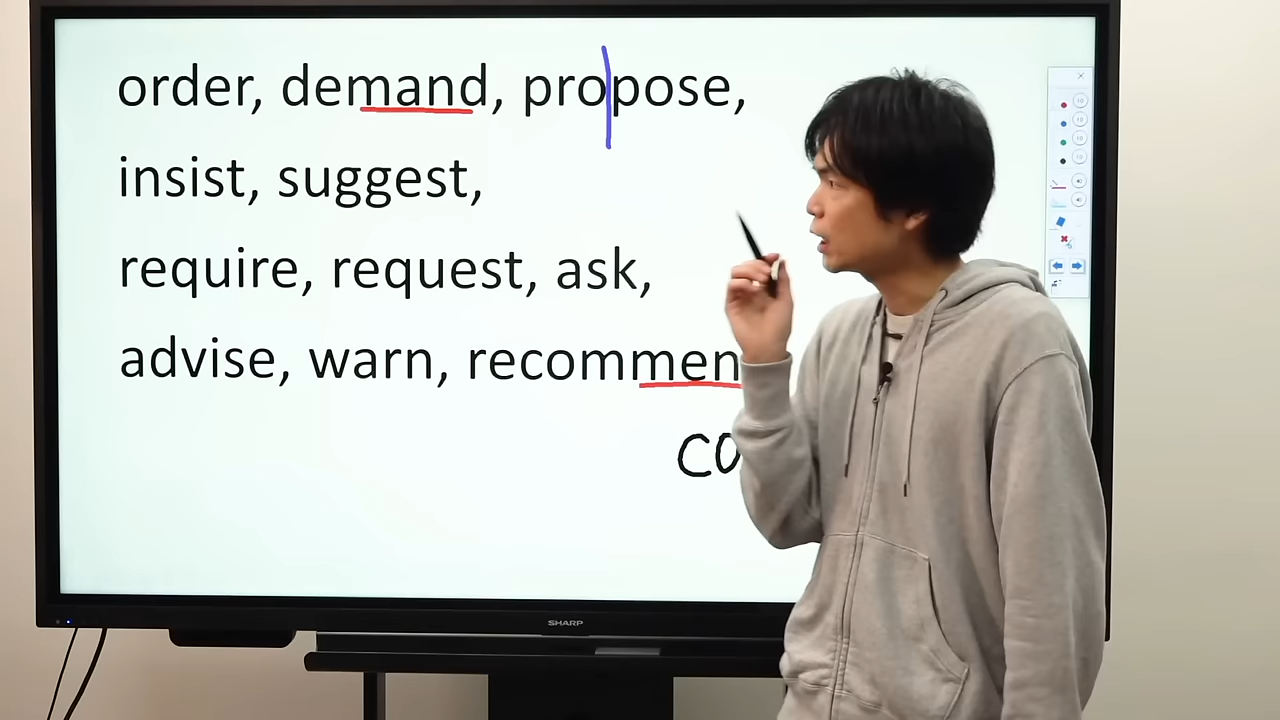 order, demand, propose,
insist, suggest,
require, request, ask,
advise, warn, recommen
co
SHARP